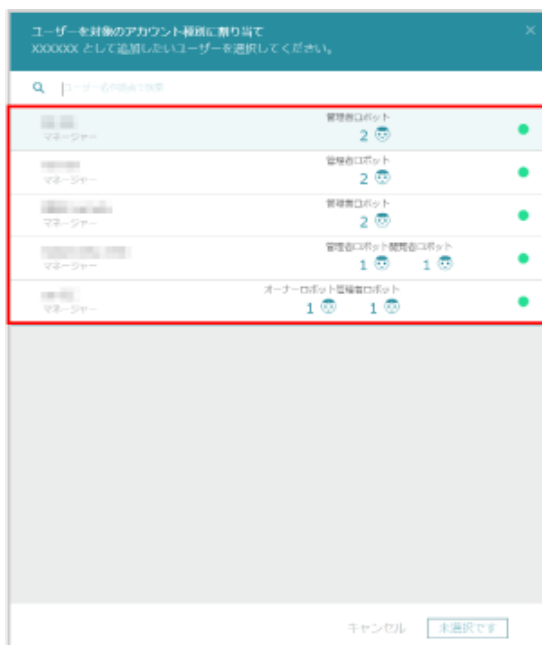 ユーザーを対象のアカウント種別に割り当て
XXXXXX として追加したいユーザーを選択してください。
管理者ロボット
マネージャー
2
管理者ロボット
マネージャー
2
管理者ロボット
マネージャー
2
管理者ロボット閲覧者ロボット
マネージャー
1 1
オーナーロボット管理者ロボット
マネージャー
1 1
キャンセル 未選択です